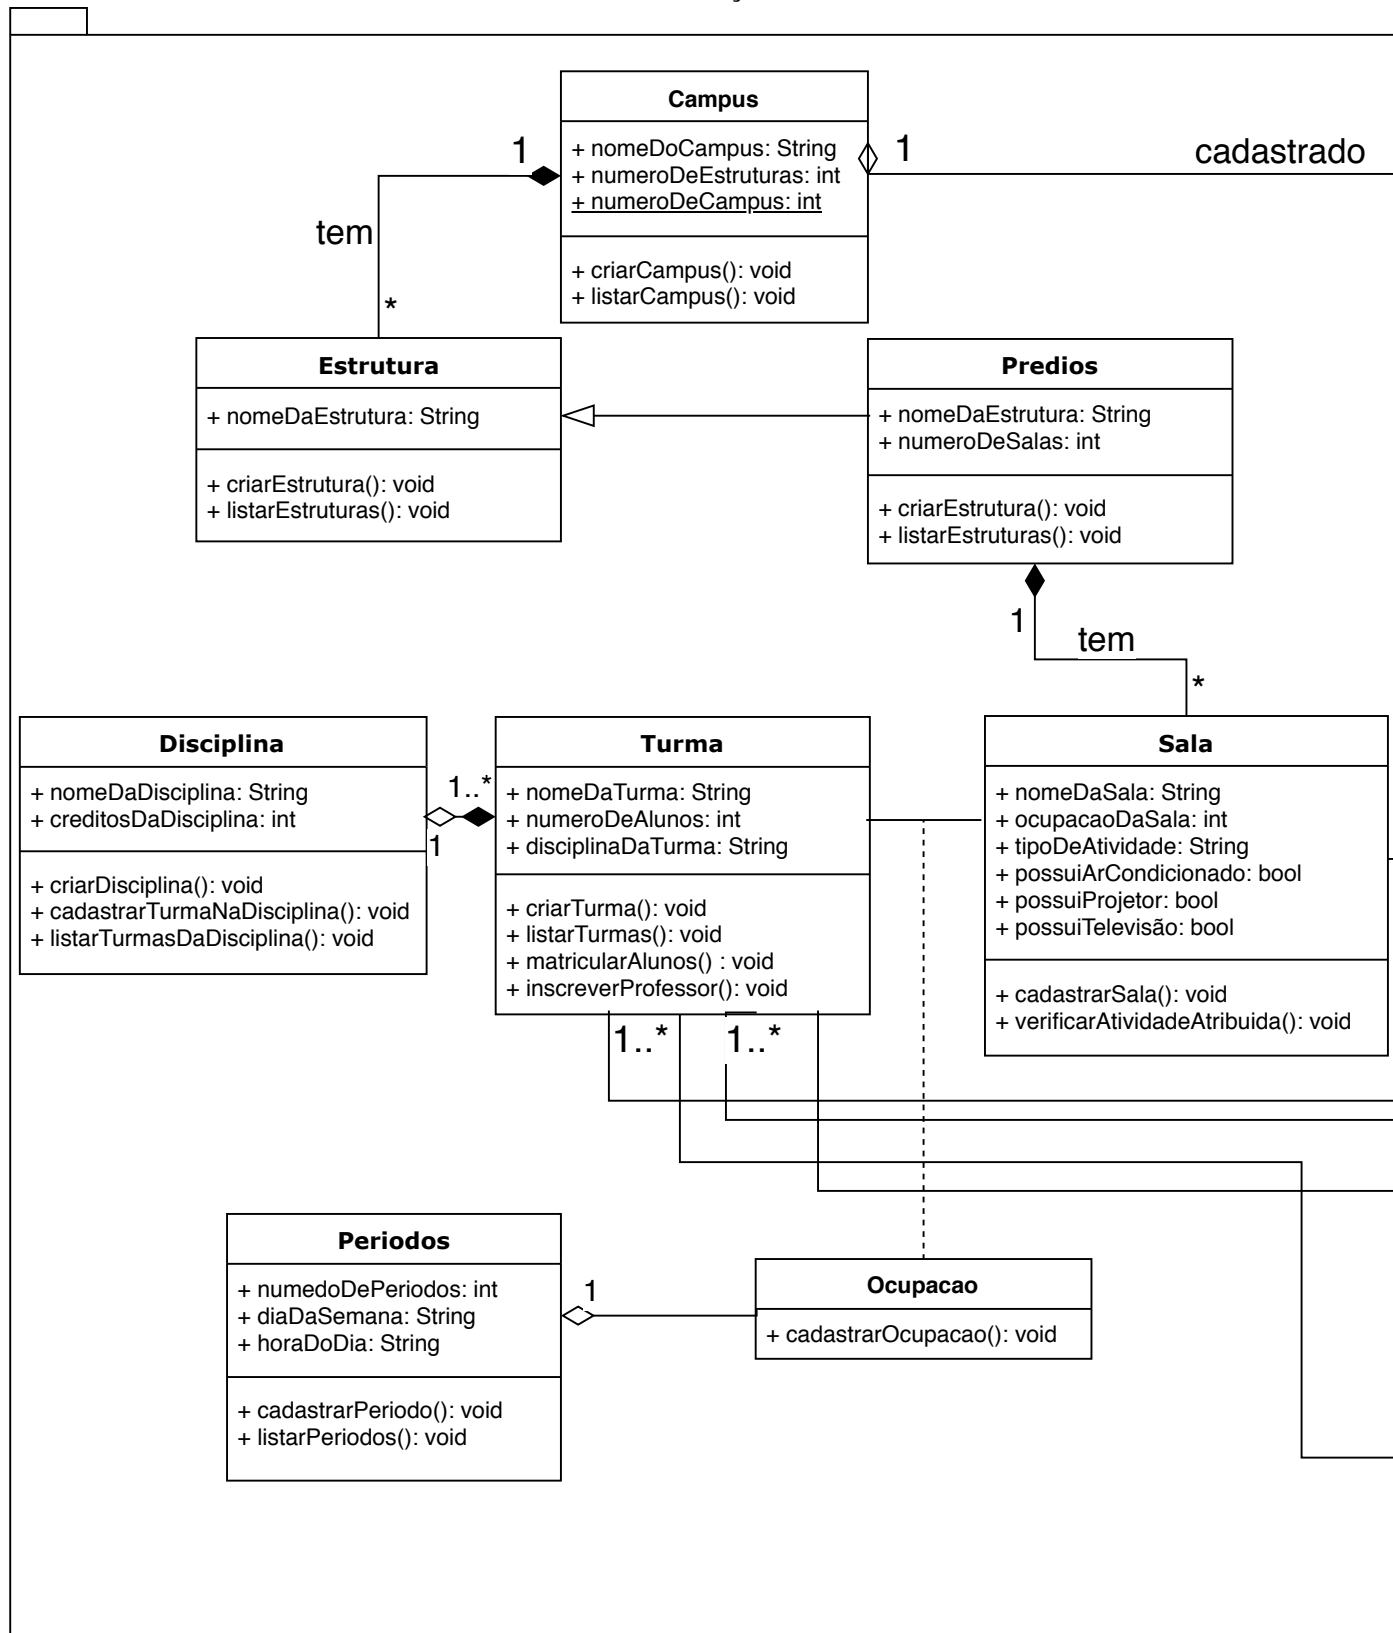 Campus
+ nomeDoCampus: String
+ numeroDeEstruturas: int
+ numeroDeCampus: int
+ criarCampus(): void
+ listarCampus(): void
1
1
cadastrado
tem
*
Estrutura
+ nomeDaEstrutura: String
+ criarEstrutura(): void
+ listarEstruturas(): void
Predios
+ nomeDaEstrutura: String
+ numeroDeSalas: int
+ criarEstrutura(): void
+ listarEstruturas(): void
1
tem
*
Disciplina
+ nomeDaDisciplina: String
+ creditosDaDisciplina: int
+ criarDisciplina(): void
+ cadastrarTurmaNaDisciplina(): void
+ listarTurmasDaDisciplina(): void
1..*
1
Turma
+ nomeDaTurma: String
+ numeroDeAlunos: int
+ disciplinaDaTurma: String
+ criarTurma(): void
+ listarTurmas(): void
+ matricularAlunos() : void
+ inscreverProfessor(): void
1..*
1..*
Sala
+ nomeDaSala: String
+ ocupacaoDaSala: int
+ tipoDeAtividade: String
+ possuiArCondicionado: bool
+ possuiProjetor: bool
+ possuiTelevisão: bool
+ cadastrarSala(): void
+ verificarAtividadeAtribuida(): void
Periodos
+ numedoDePeriodos: int
+ diaDaSemana: String
+ horaDoDia: String
+ cadastrarPeriodo(): void
+ listarPeriodos(): void
1
Ocupacao
+ cadastrarOcupacao(): void